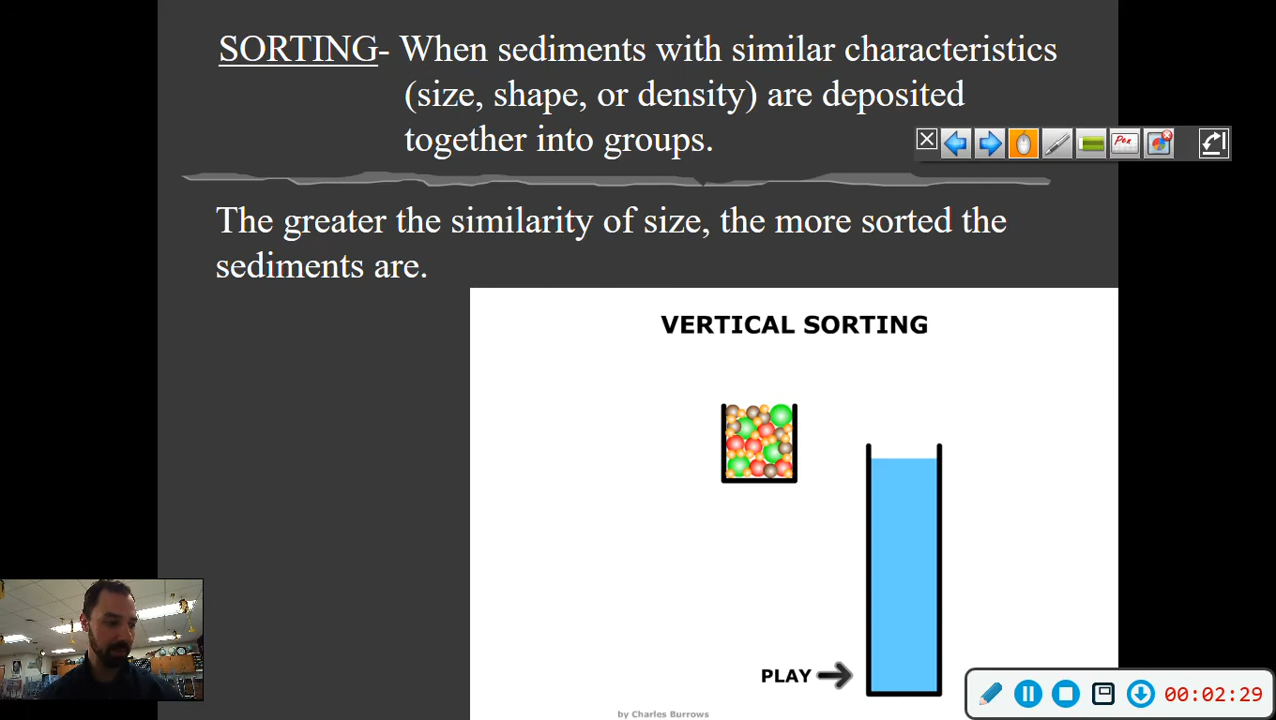 SORTING- When sediments with similar characteristics
(size, shape, or density) are deposited
together into groups.
Pen
The greater the similarity of size, the more sorted the
sediments are.
VERTICAL SORTING
PLAY
00:02:29
by Charles Burrows